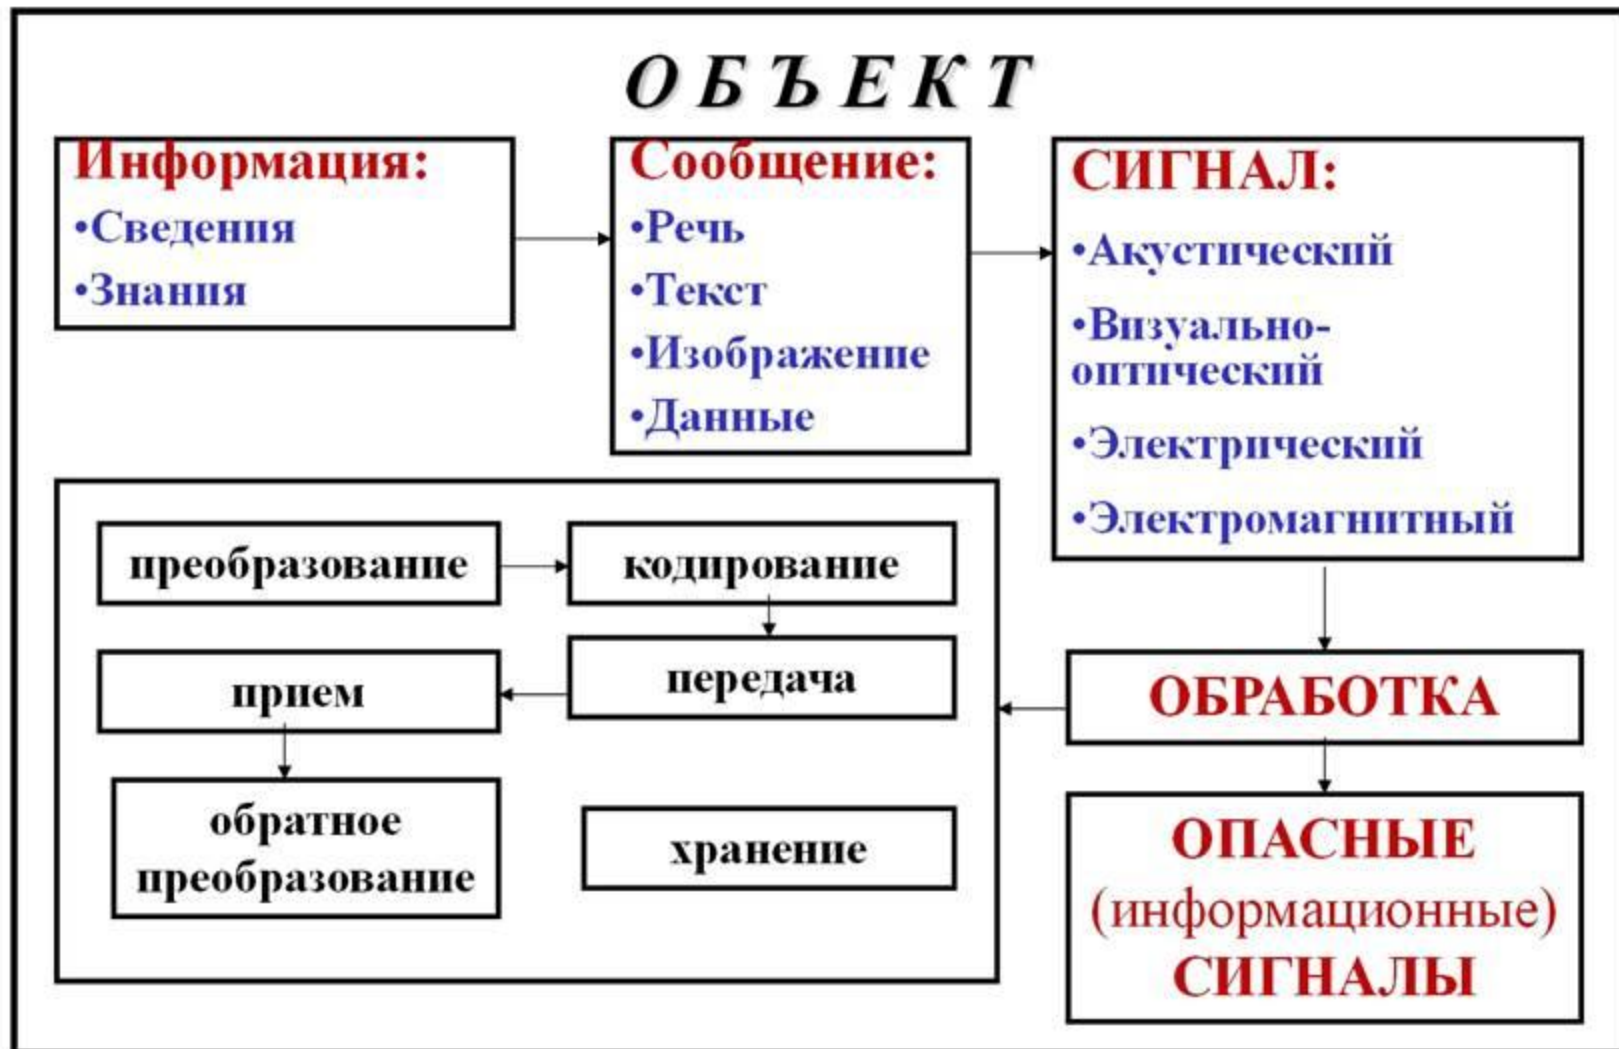 О Б Ъ Е К Т
Информация:
•Сведения
•Знания
Сообщение:
•Речь
•Текст
•Изображение
•Данные
СИГНАЛ:
•Акустический
•Визуально-
оптический
•Электрический
•Электромагнитный
преобразование
кодирование
прием
передача
обратное
преобразование
хранение
ОБРАБОТКА
ОПАСНЫЕ
(информационные)
СИГНАЛЫ